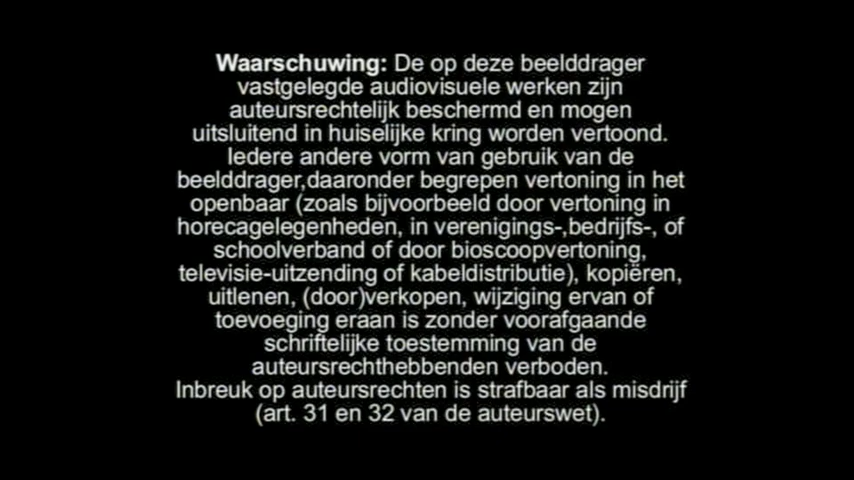 Waarschuwing: De op deze beelddrager
vastgelegde audiovisuele werken zijn
auteursrechtelijk beschermd en mogen
uitsluitend in huiselijke kring worden vertoond.
Iedere andere vorm van gebruik van de
beelddrager,daaronder begrepen vertoning in het
openbaar (zoals bijvoorbeeld door vertoning in
horecagelegenheden, in verenigings-,bedrijfs-, of
schoolverband of door bioscoopvertoning,
televisie-uitzending of kabeldistributie), kopiëren,
uitlenen, (door)verkopen, wijziging ervan of
toevoeging eraan is zonder voorafgaande
schriftelijke toestemming van de
auteursrechthebbenden verboden.
Inbreuk op auteursrechten is strafbaar als misdrijf
(art. 31 en 32 van de auteurswet).